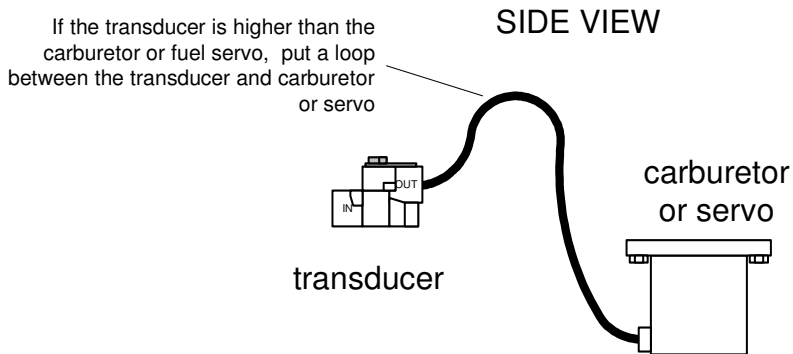 SIDE VIEW
If the transducer is higher than the
carburetor or fuel servo, put a loop
between the transducer and carburetor
or servo
OUT
IN
carburetor
or servo
transducer